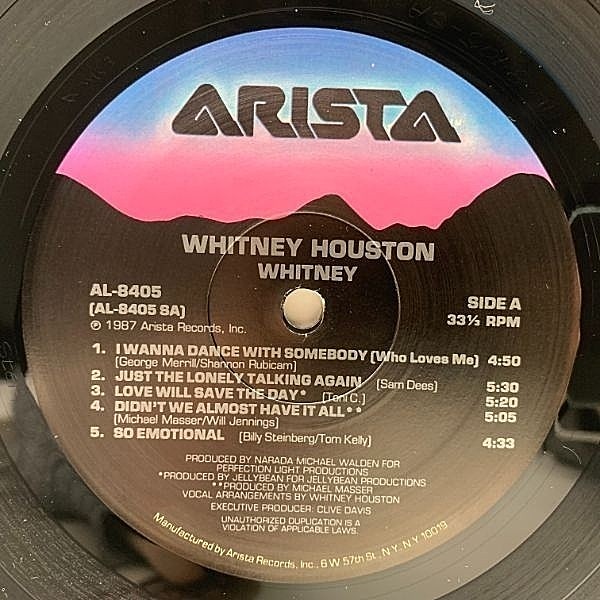 ARISTA
WHITNEY HOUSTON
WHITNEY
AL-8405
(AL-8405 SA)
℗ 1987 Arista Records, Inc.
SIDE A
33⅓ RPM
1. I WANNA DANCE WITH SOMEBODY (Who Loves Me) 4:50
[George Merrill/Shannon Rubicam]
2. JUST THE LONELY TALKING AGAIN [Sam Dees] 5:30
3. LOVE WILL SAVE THE DAY* [Toni C.] 5:20
4. DIDN'T WE ALMOST HAVE IT ALL** 5:05
[Michael Masser/Will Jennings]
5. SO EMOTIONAL [Billy Steinberg/Tom Kelly] 4:33
PRODUCED BY NARADA MICHAEL WALDEN FOR
PERFECTION LIGHT PRODUCTIONS
*PRODUCED BY JELLYBEAN FOR JELLYBEAN PRODUCTIONS
**PRODUCED BY MICHAEL MASSER
VOCAL ARRANGEMENTS BY WHITNEY HOUSTON
EXECUTIVE PRODUCER: CLIVE DAVIS
UNAUTHORIZED DUPLICATION IS A
VIOLATION OF APPLICABLE LAWS.
Manufactured by Arista Records, Inc., 6 W 57th St., N.Y. N.Y. 10019